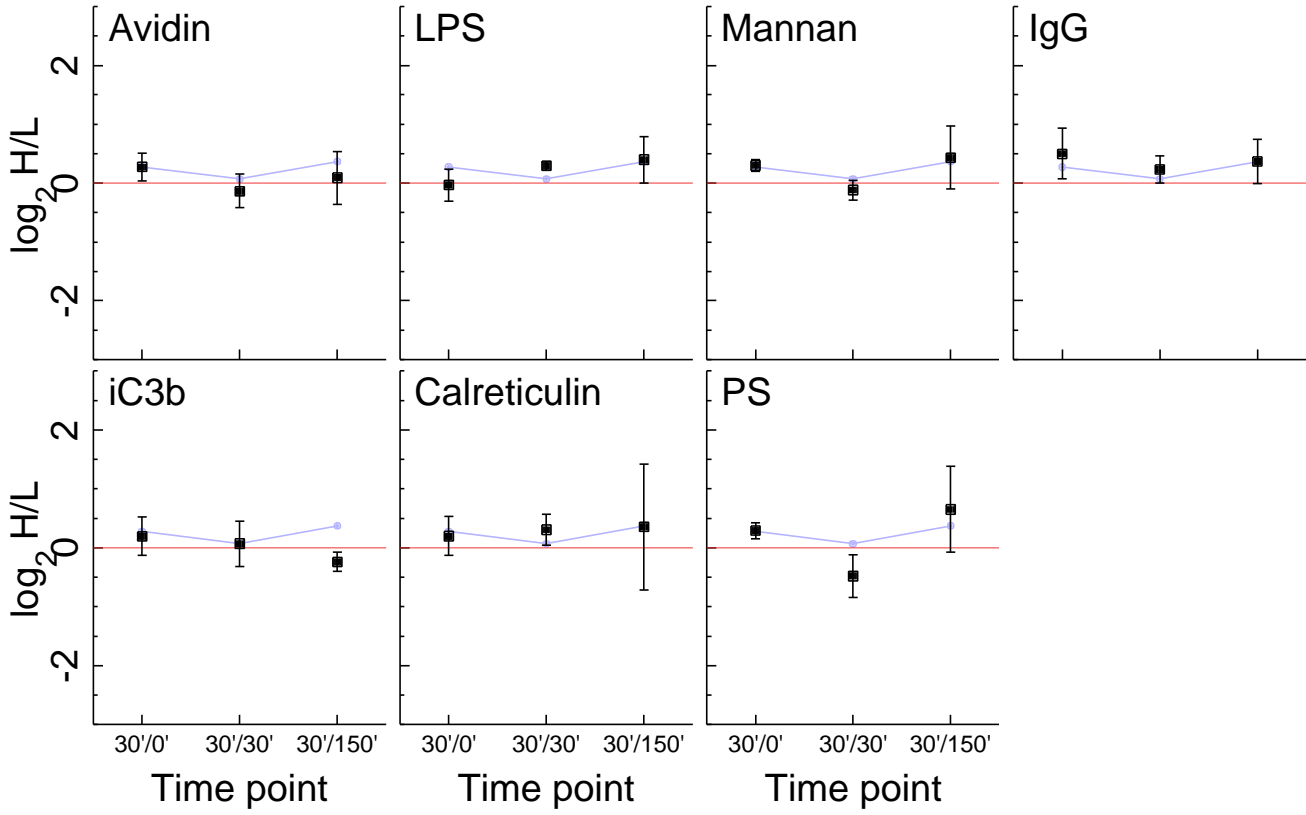 Avidin LPS Mannan IgG
log2 H/L
2
0
-2
iC3b Calreticulin PS
log2 H/L
2
0
-2
30'/0' 30'/30' 30'/150' 30'/0' 30'/30' 30'/150' 30'/0' 30'/30' 30'/150'
Time point Time point Time point